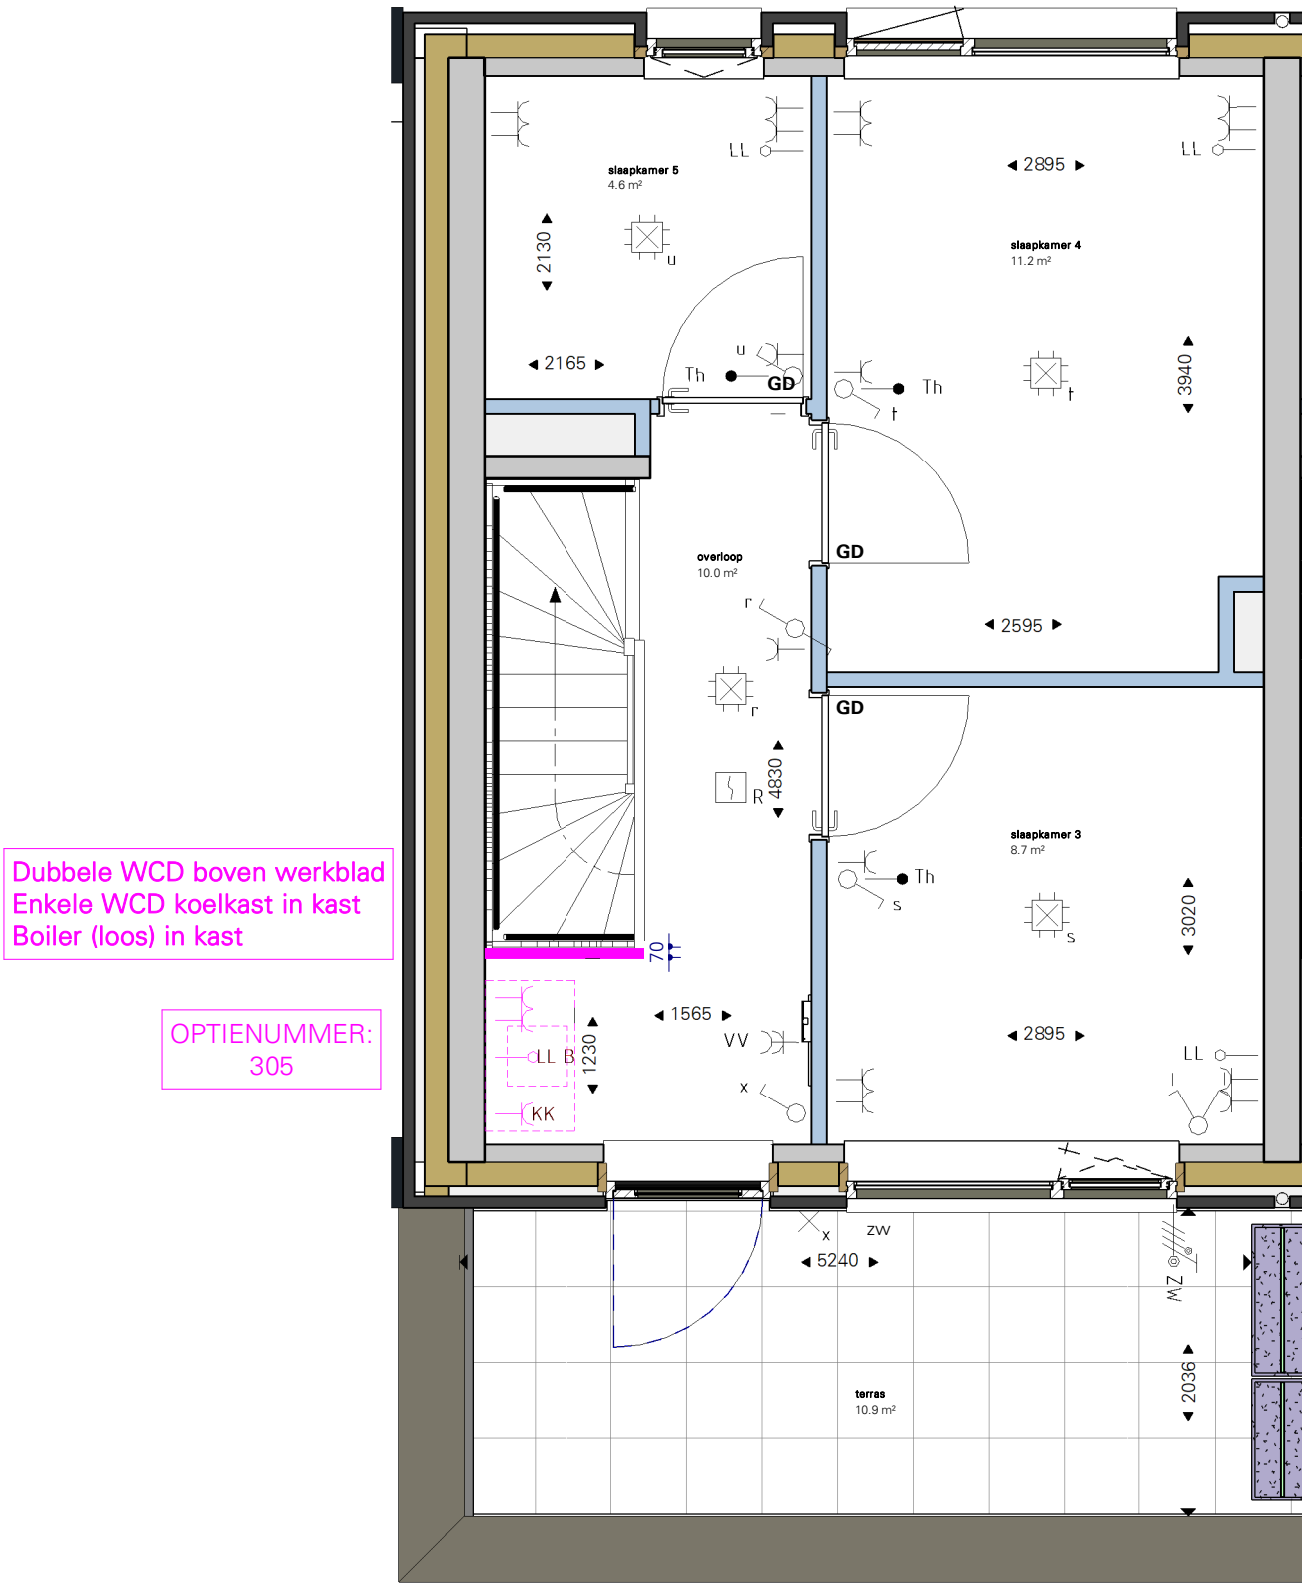 LL
LL
2895
slaapkamer 5
4.6 m²
2130
u
slaapkamer 4
11.2 m²
2165
u
Th
GD
3940
Th
t
t
GD
overloop
10.0 m²
r
2595
r
GD
R
4830
slaapkamer 3
8.7 m²
Dubbele WCD boven werkblad
Enkele WCD koelkast in kast
Boiler (loos) in kast
Th
s
s
3020
70
OPTIENUMMER:
305
1565
VV
2895
LL
LL B
1230
KK
x
x
ZW
5240
ZW
2036
terras
10.9 m²